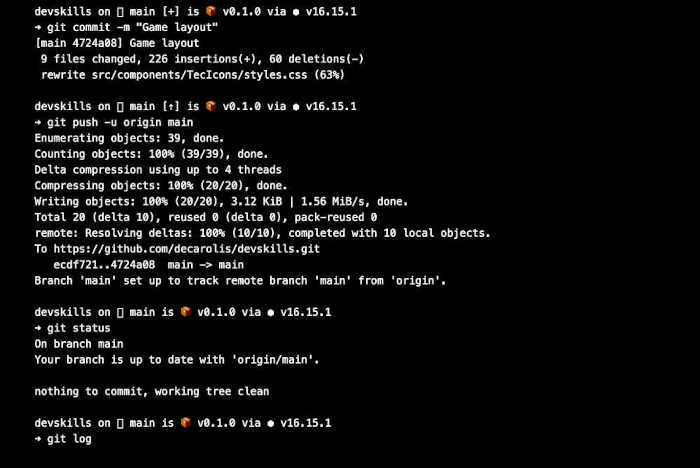 devskills on  main [+] is 📦 v0.1.0 via ⬢ v16.15.1
➜ git commit -m "Game layout"
[main 4724a08] Game layout
 9 files changed, 226 insertions(+), 60 deletions(-)
 rewrite src/components/TecIcons/styles.css (63%)
devskills on  main [↑] is 📦 v0.1.0 via ⬢ v16.15.1
➜ git push -u origin main
Enumerating objects: 39, done.
Counting objects: 100% (39/39), done.
Delta compression using up to 4 threads
Compressing objects: 100% (20/20), done.
Writing objects: 100% (20/20), 3.12 KiB | 1.56 MiB/s, done.
Total 20 (delta 10), reused 0 (delta 0), pack-reused 0
remote: Resolving deltas: 100% (10/10), completed with 10 local objects.
To https://github.com/decarolis/devskills.git
   ecdf721..4724a08  main -> main
Branch 'main' set up to track remote branch 'main' from 'origin'.
devskills on  main is 📦 v0.1.0 via ⬢ v16.15.1
➜ git status
On branch main
Your branch is up to date with 'origin/main'.
nothing to commit, working tree clean
devskills on  main is 📦 v0.1.0 via ⬢ v16.15.1
➜ git log